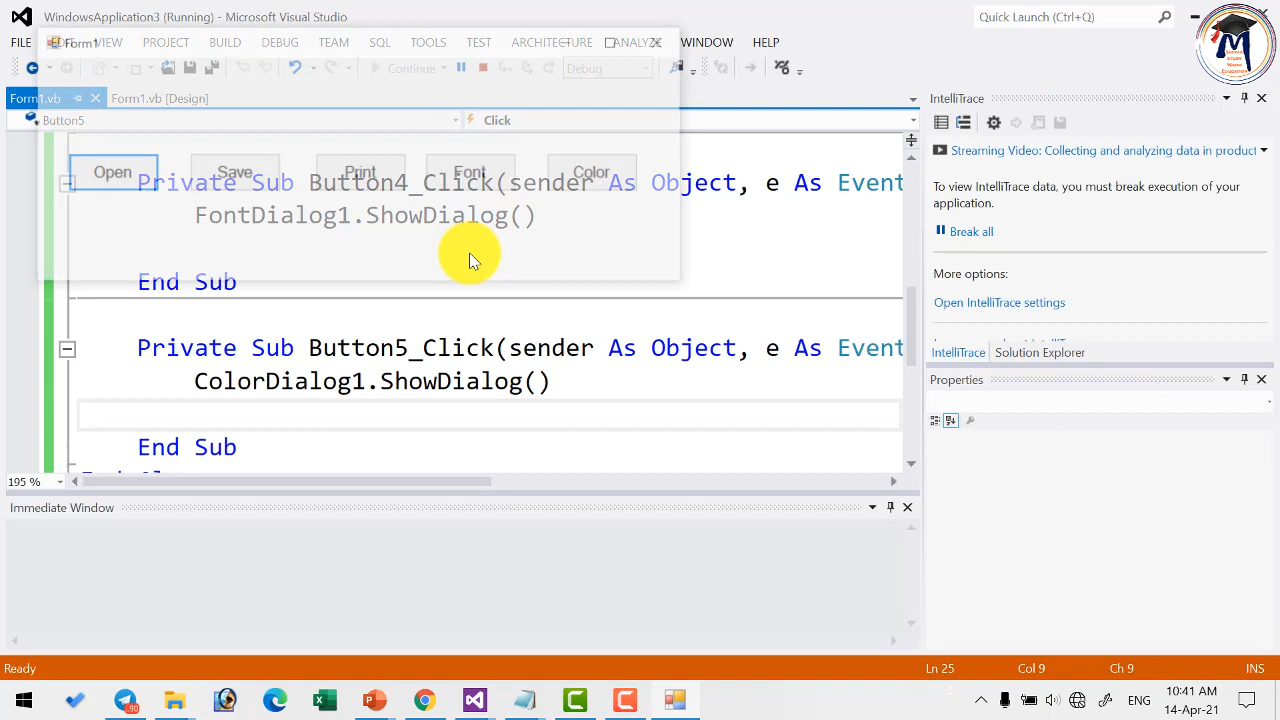 WindowsApplication3 (Running) - Microsoft Visual Studio
Quick Launch (Ctrl+Q)
FILE VIEW PROJECT BUILD DEBUG TEAM SQL TOOLS TEST ARCHITECTURE ANALYZE WINDOW HELP
Form1
Continue Debug
Form1.vb Form1.vb [Design]
IntelliTrace
Button5 Click
Streaming Video: Collecting and analyzing data in product
Open Save Print Font Color
Private Sub Button4_Click(sender As Object, e As Event
FontDialog1.ShowDialog()
End Sub
Private Sub Button5_Click(sender As Object, e As Event
ColorDialog1.ShowDialog()
End Sub
To view IntelliTrace data, you must break execution of your
application.
Break all
More options:
Open IntelliTrace settings
IntelliTrace Solution Explorer
Properties
195 %
Immediate Window
Ready Ln 25 Col 9 Ch 9 INS
.90
ENG
10:41 AM
14-Apr-21